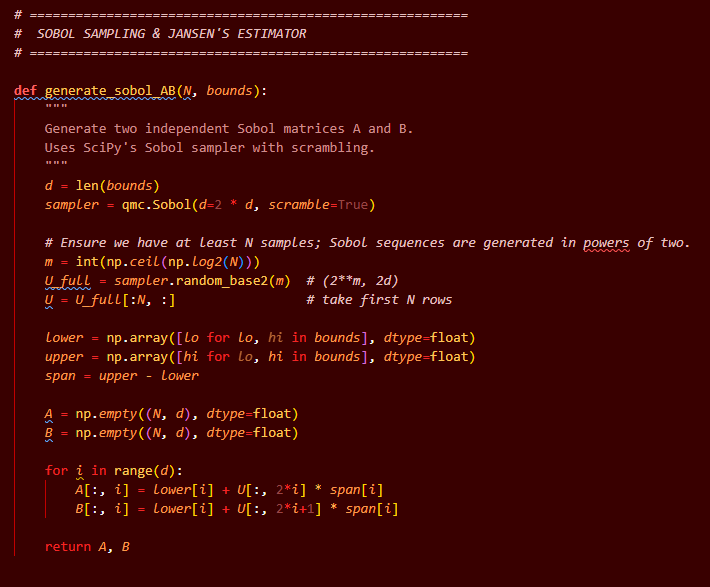 # =========================================================
#  SOBOL SAMPLING & JANSEN'S ESTIMATOR
# =========================================================

def generate_sobol_AB(N, bounds):
    """
    Generate two independent Sobol matrices A and B.
    Uses SciPy's Sobol sampler with scrambling.
    """
    d = len(bounds)
    sampler = qmc.Sobol(d=2 * d, scramble=True)

    # Ensure we have at least N samples; Sobol sequences are generated in powers of two.
    m = int(np.ceil(np.log2(N)))
    U_full = sampler.random_base2(m)  # (2**m, 2d)
    U = U_full[:N, :]                 # take first N rows

    lower = np.array([lo for lo, hi in bounds], dtype=float)
    upper = np.array([hi for lo, hi in bounds], dtype=float)
    span = upper - lower

    A = np.empty((N, d), dtype=float)
    B = np.empty((N, d), dtype=float)

    for i in range(d):
        A[:, i] = lower[i] + U[:, 2*i] * span[i]
        B[:, i] = lower[i] + U[:, 2*i+1] * span[i]

    return A, B